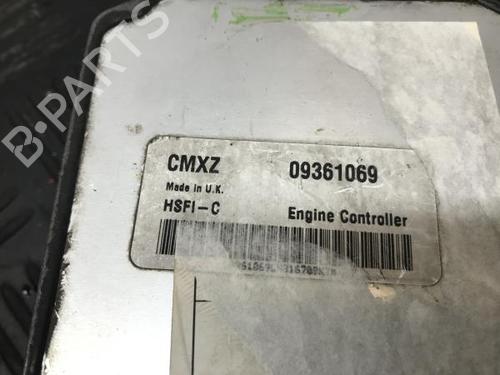 B-PARTS
CMXZ 09361069
Made in U.K.
HSFI-C Engine Controller